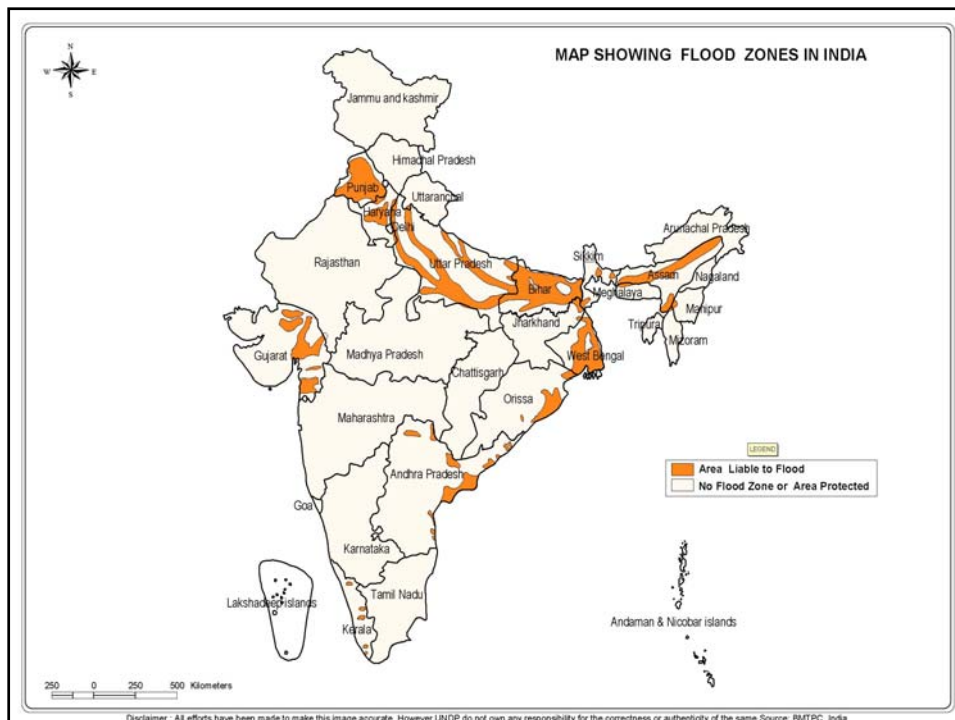 MAP SHOWING FLOOD ZONES IN INDIA
N
W E
S
Jammu and kashmir
Himachal Pradesh
Punjab
Uttaranchal
Haryana
Delhi
Arunachal Pradesh
Rajasthan
Uttar Pradesh
Sikkim
Assam
Nagaland
Bihar
Meghalaya
Manipur
Jharkhand
Tripura
Mizoram
Gujarat
Madhya Pradesh
West Bengal
Chattisgarh
Orissa
Maharashtra
LEGEND
Area Liable to Flood
No Flood Zone or Area Protected
Andhra Pradesh
Goa
Karnataka
Tamil Nadu
Lakshadeep islands
Kerala
Andaman & Nicobar islands
250 0 250 500 Kilometers
Disclaimer : All efforts have been made to make this image accurate. However UNDP do not own any responsibility for the correctness or authenticity of the same Source: BMTPC, India